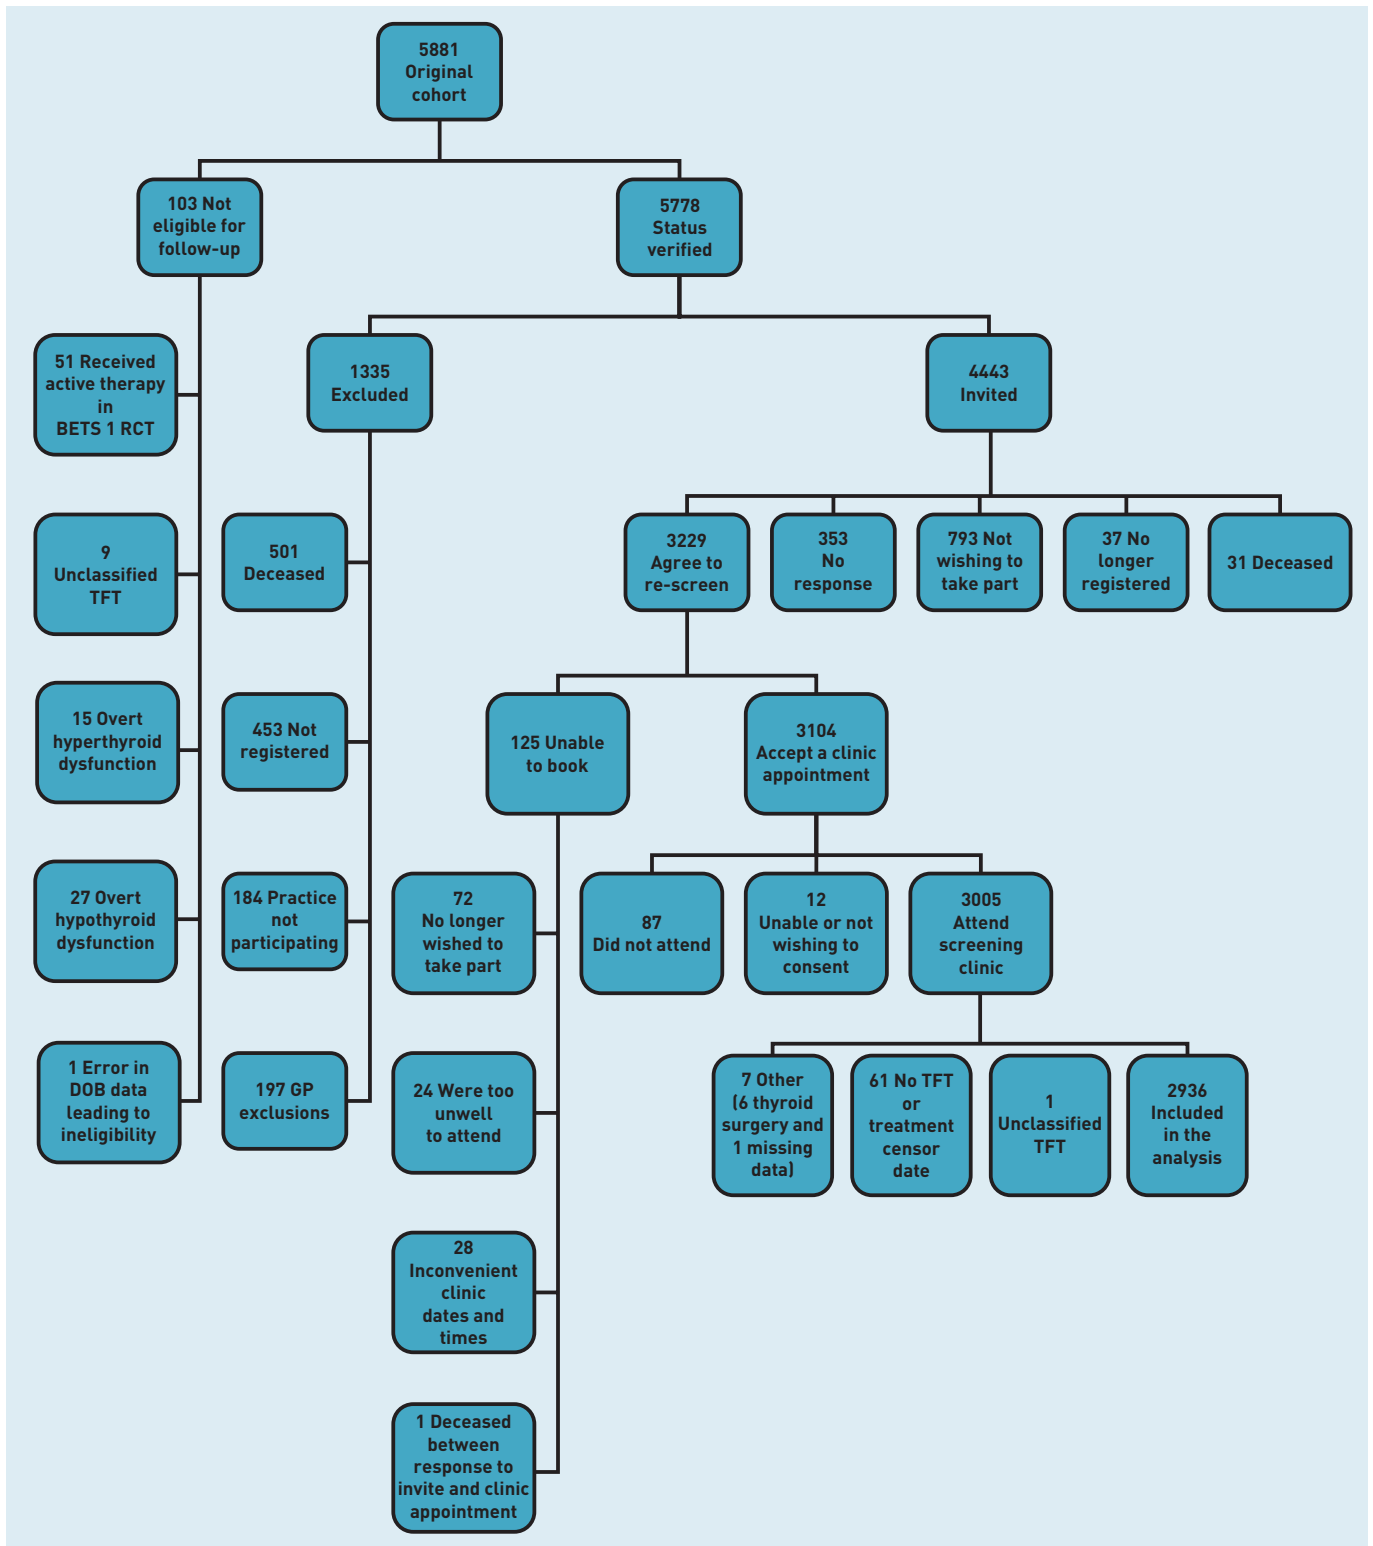 5881
Original
cohort
103 Not
eligible for
follow-up
5778
Status
verified
51 Received
active therapy
in
BETS 1 RCT
1335
Excluded
4443
Invited
9
Unclassified
TFT
501
Deceased
3229
Agree to
re-screen
353
No
response
793 Not
wishing to
take part
37 No
longer
registered
31 Deceased
15 Overt
hyperthyroid
dysfunction
453 Not
registered
125 Unable
to book
3104
Accept a clinic
appointment
27 Overt
hypothyroid
dysfunction
184 Practice
not
participating
72
No longer
wished to
take part
87
Did not attend
12
Unable or not
wishing to
consent
3005
Attend
screening
clinic
1 Error in
DOB data
leading to
ineligibility
197 GP
exclusions
24 Were too
unwell
to attend
7 Other
(6 thyroid
surgery and
1 missing
data)
61 No TFT
or
treatment
censor
date
1
Unclassified
TFT
2936
Included
in the
analysis
28
Inconvenient
clinic
dates and
times
1 Deceased
between
response to
invite and clinic
appointment